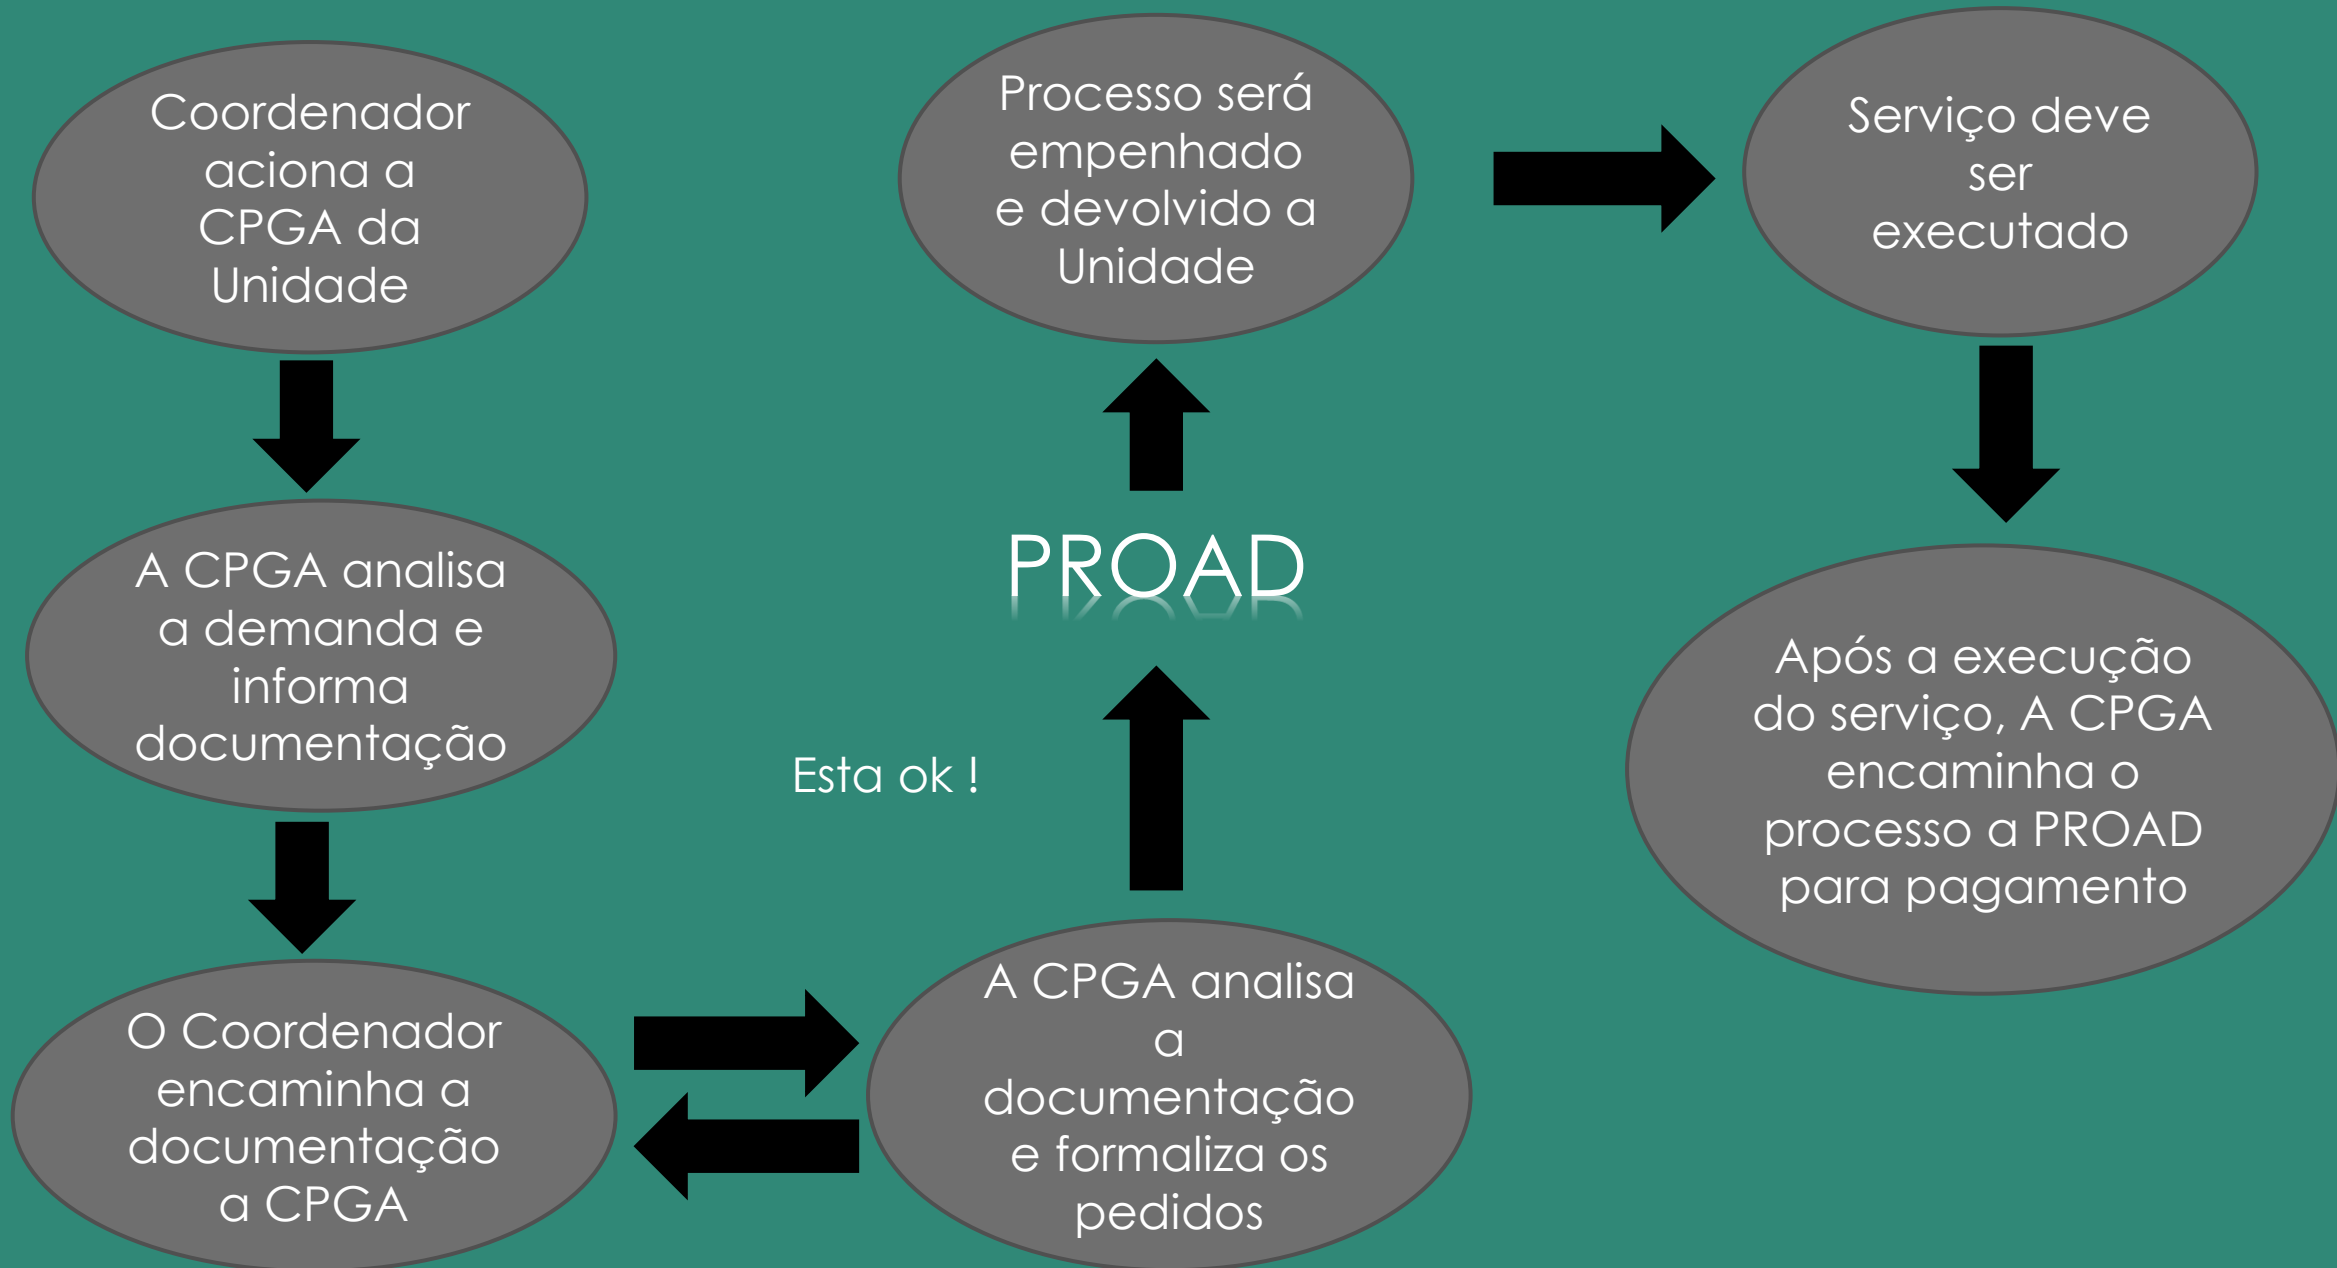 Coordenador
aciona a
CPGA da
Unidade
A CPGA analisa
a demanda e
informa
documentação
O Coordenador
encaminha a
documentação
a CPGA
A CPGA analisa
a
documentação
e formaliza os
pedidos
Esta ok !
PROAD
Processo será
empenhado
e devolvido a
Unidade
Serviço deve
ser
executado
Após a execução
do serviço, A CPGA
encaminha o
processo a PROAD
para pagamento